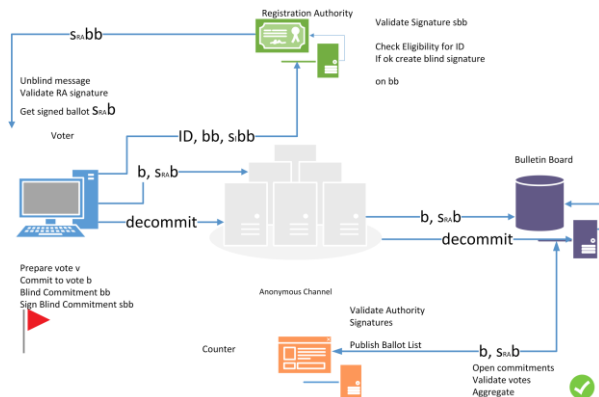 Registration Authority
Validate Signature sbb
Check Eligibility for ID
If ok create blind signature
on bb
sRAbb
Unblind message
Validate RA signature
Get signed ballot sRAb
Voter
ID, bb, sibb
b, sRAb
decommit
Bulletin Board
b, sRAb
decommit
Prepare vote v
Commit to vote b
Blind Commitment bb
Sign Blind Commitment sbb
Anonymous Channel
Validate Authority
Signatures
Counter
Publish Ballot List
b, sRAb
Open commitments
Validate votes
Aggregate